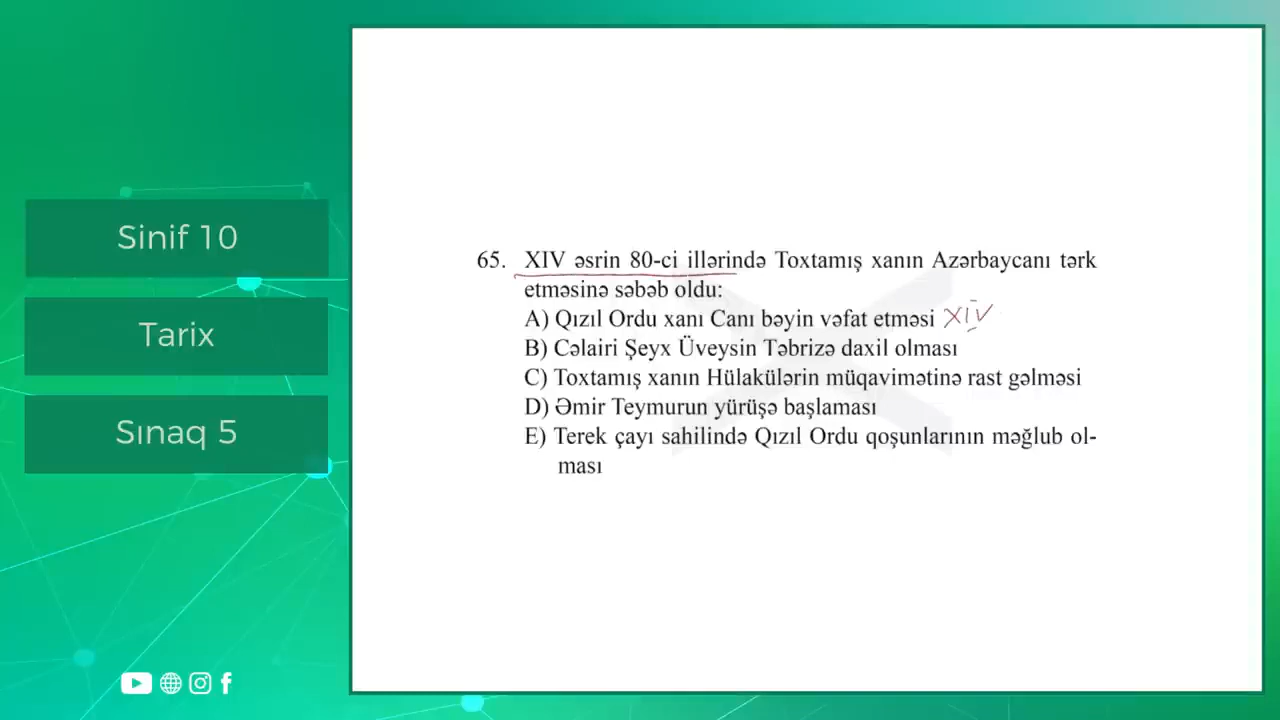 Sinif 10
Tarix
Sınaq 5
65. XIV əsrin 80-ci illərində Toxtamış xanın Azərbaycanı tərk
etməsinə səbəb oldu:
A) Qızıl Ordu xanı Canı bəyin vəfat etməsi XIV
B) Cəlairi Şeyx Üveysin Təbrizə daxil olması
C) Toxtamış xanın Hülakülərin müqavimətinə rast gəlməsi
D) Əmir Teymurun yürüşə başlaması
E) Terek çayı sahilində Qızıl Ordu qoşunlarının məğlub ol-
ması